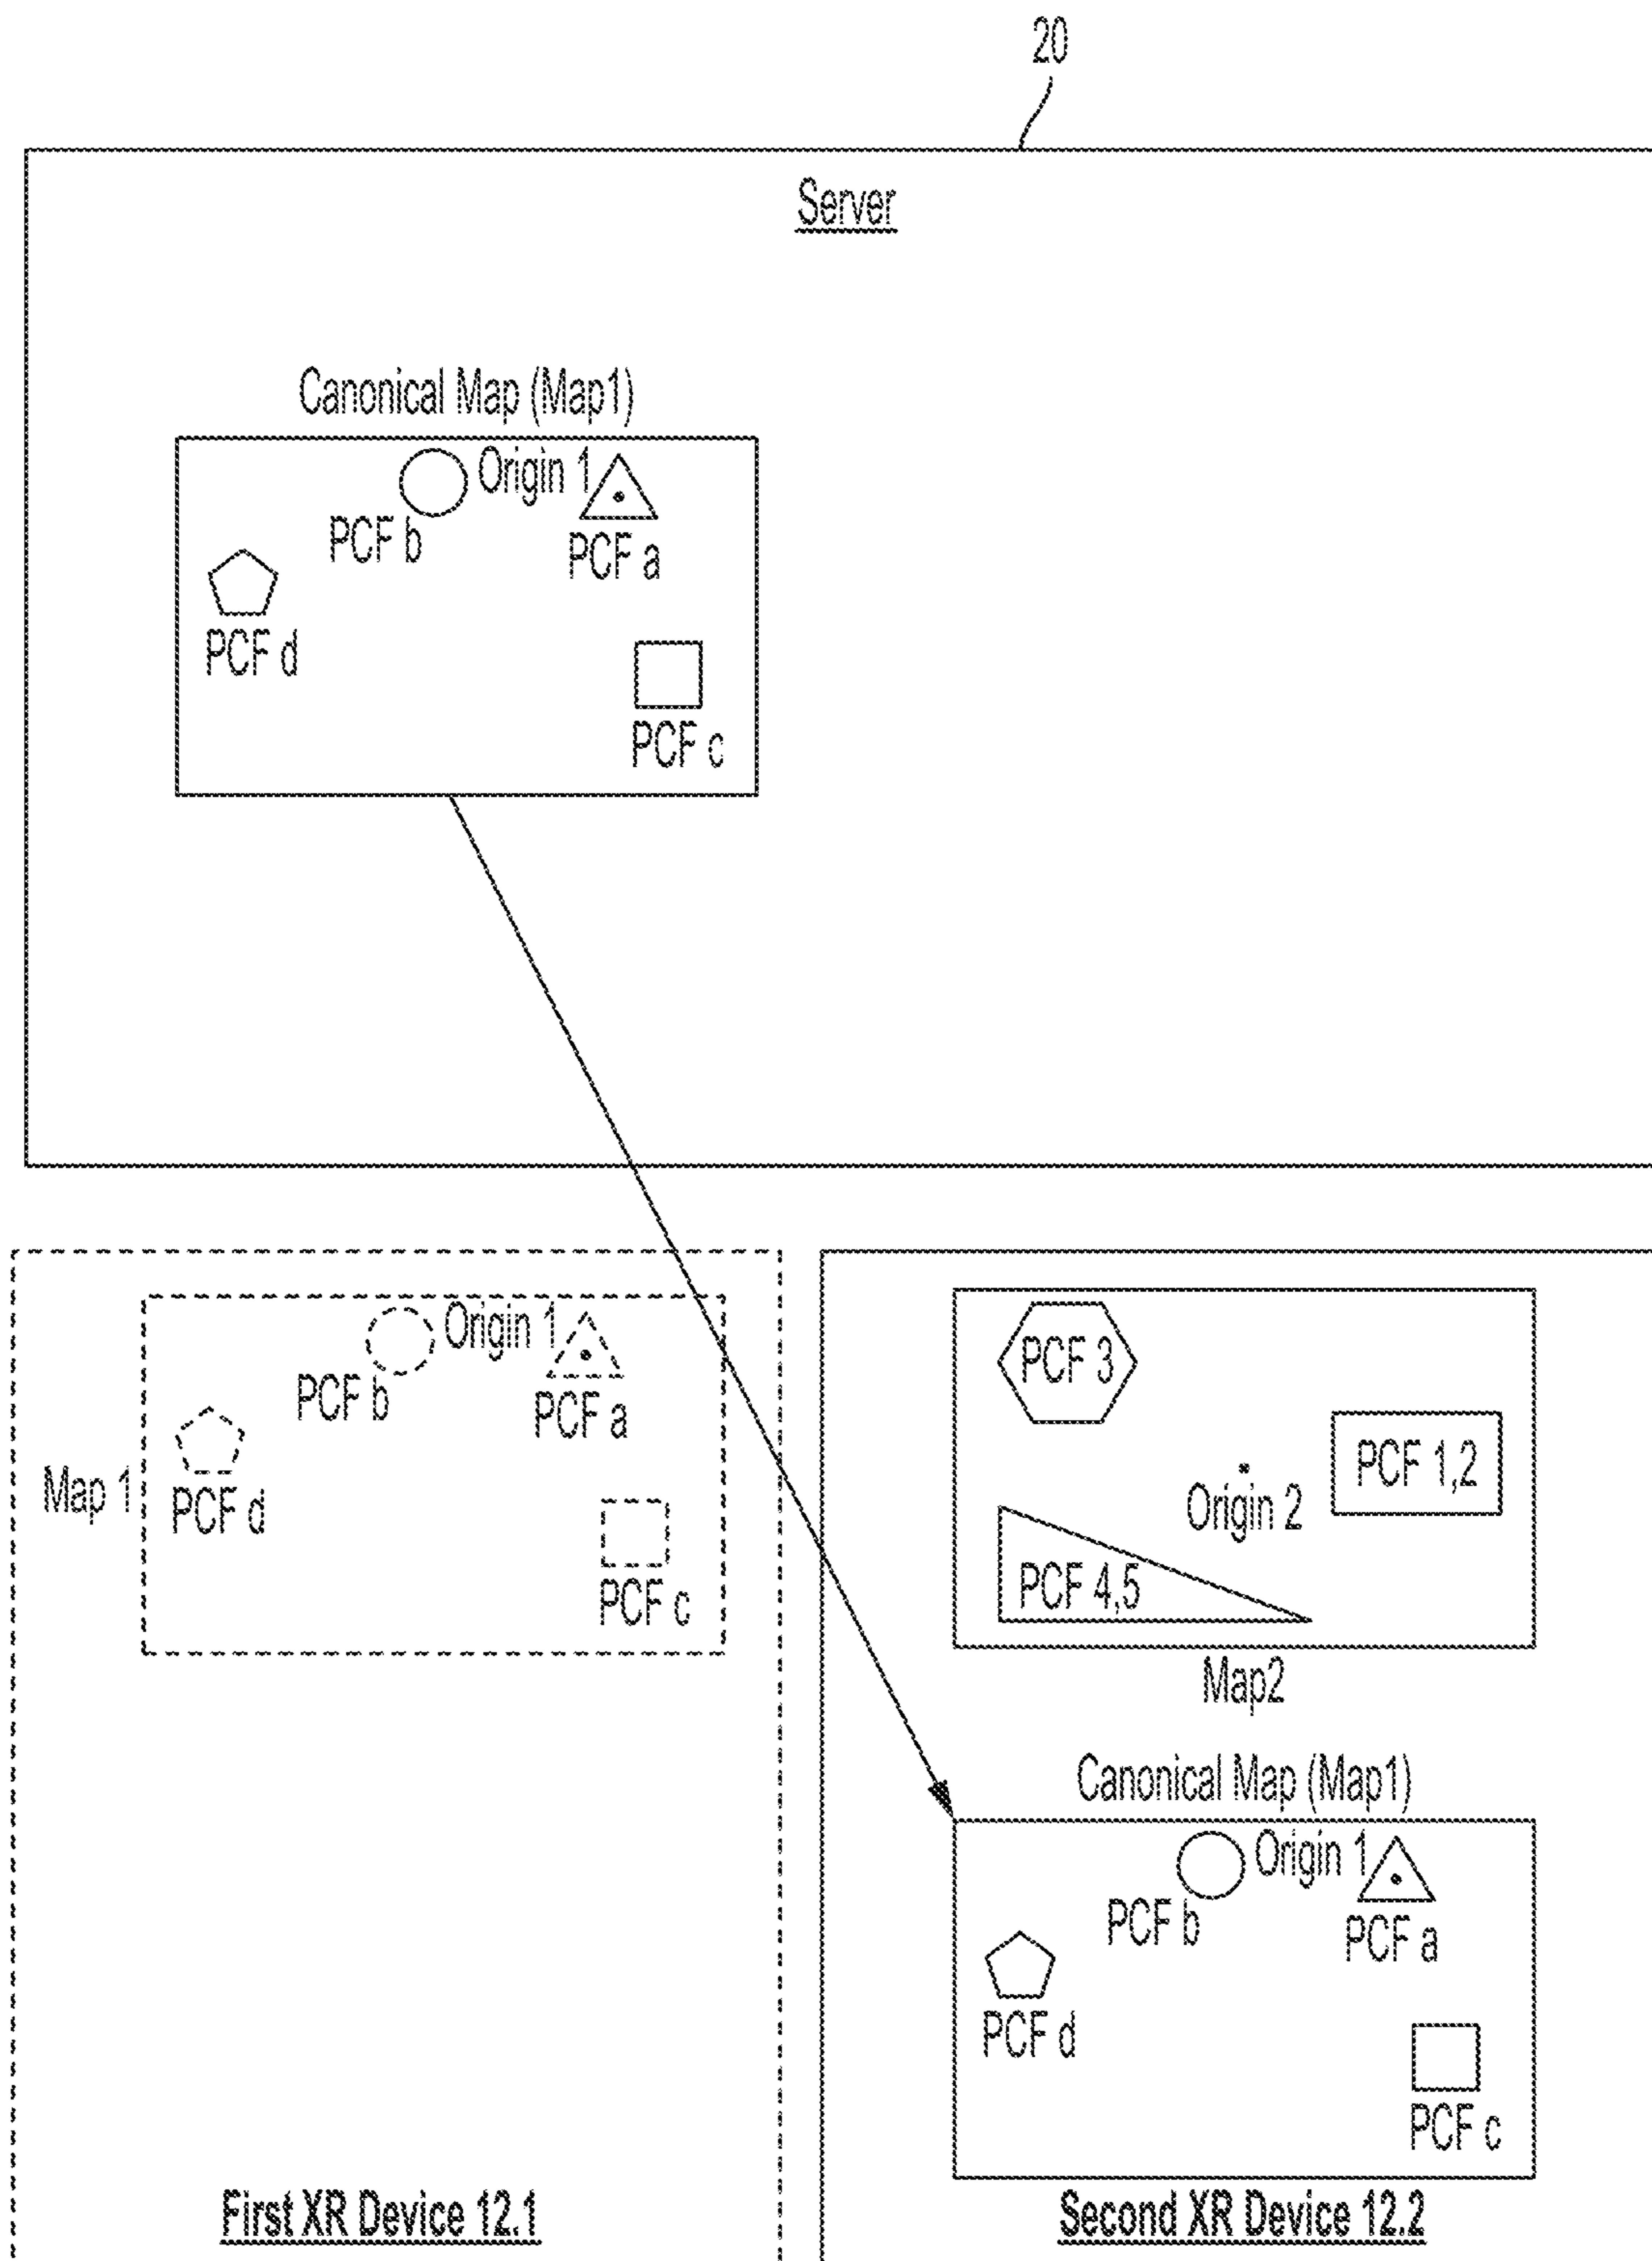 20
Server
Canonical Map (Map1)
Origin 1
PCF b
PCF a
PCF d
PCF c
Origin 1
PCF b
PCF a
Map 1
PCF d
PCF c
First XR Device 12.1
PCF 3
PCF 1,2
Origin 2
PCF 4,5
Map2
Canonical Map (Map1)
Origin 1
PCF b
PCF a
PCF d
PCF c
Second XR Device 12.2